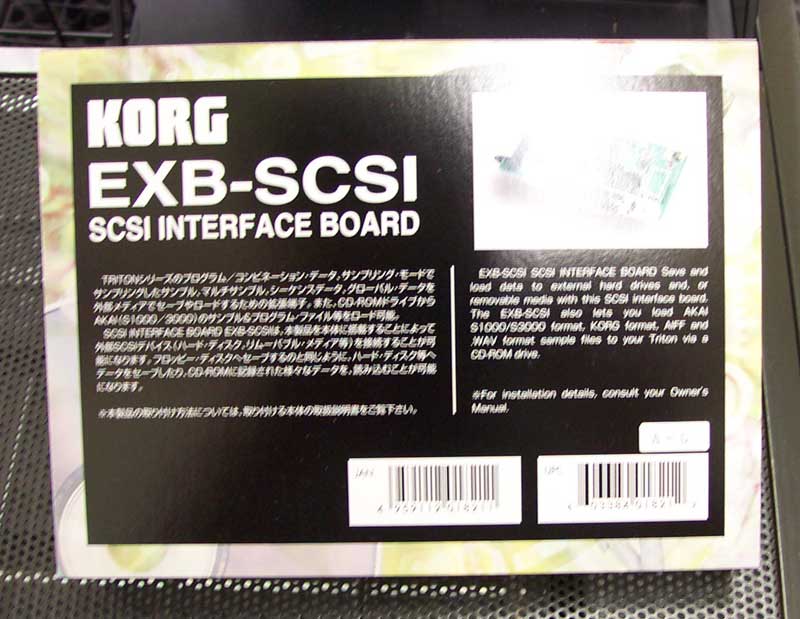 KORG
EXB-SCSI
SCSI INTERFACE BOARD
TRITONシリーズのプログラム/コンビネーション・データ、サンプリング・モードで
サンプリングしたサンプル、マルチサンプル、シーケンスデータ、グローバル・データを
外部メディアでセーブやロードするための拡張端子。また、CD-ROMドライブから
AKAI(S1000/3000)のサンプル&プログラム・ファイル等をロード可能。
SCSI INTERFACE BOARD EXB-SCSIは、本製品を本体に搭載することによって
外部SCSIデバイス(ハード・ディスク、リムーバブル・メディア等)を接続することが可
能になります。フロッピー・ディスクへセーブするのと同じように、ハード・ディスク等へ
データをセーブしたり、CD-ROMに記録された様々なデータを、読み込むことが可能
になります。
※本製品の取り付け方法については、取り付ける本体の取扱説明書をご覧下さい。
EXB-SCSI SCSI INTERFACE BOARD Save and
load data to external hard drives and, or
removable media with this SCSI interface board.
The EXB-SCSI also lets you load AKAI
S1000/S3000 format, KORG format, AIFF and
.WAV format sample files to your Triton via a
CD-ROM drive.
※For installation details, consult your Owner's
Manual.
JAN
4 959112 018211
UPC